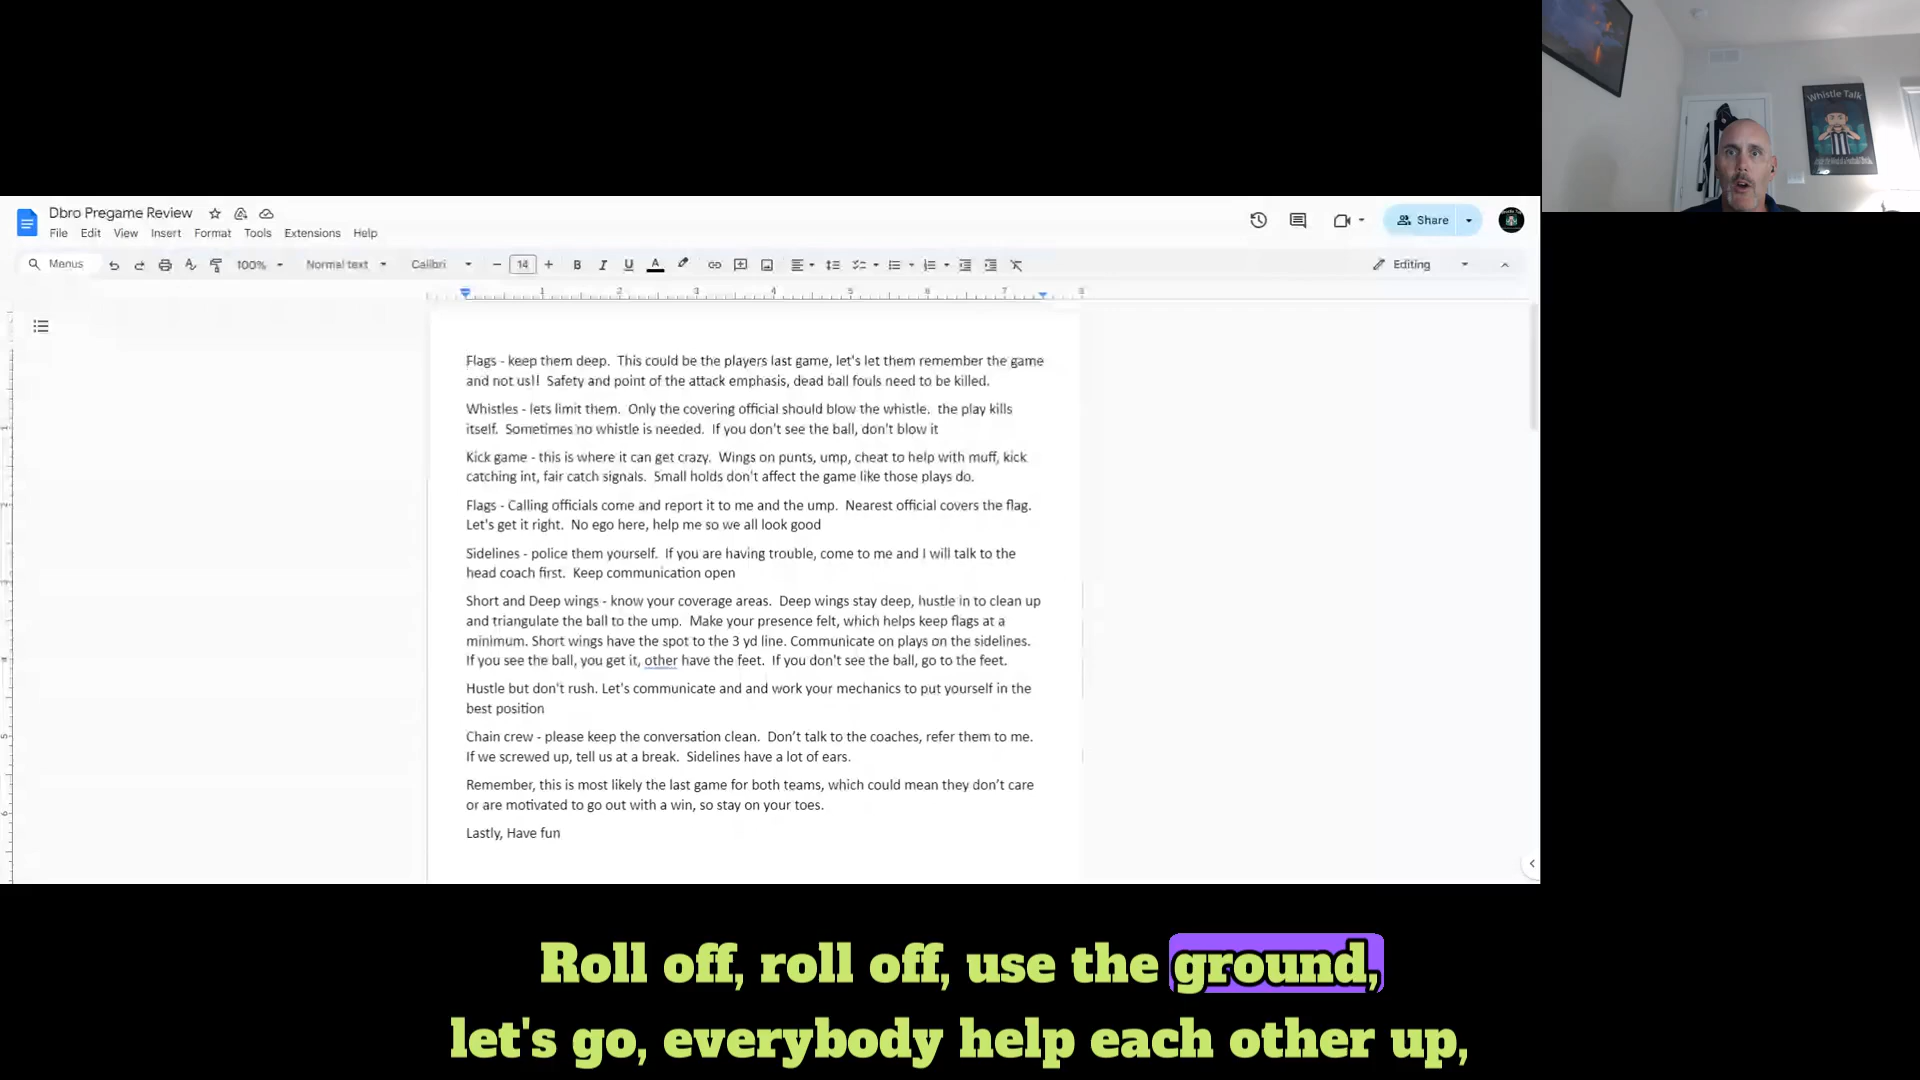 Whistle Talk
Dbro Pregame Review
File Edit View Insert Format Tools Extensions Help
Share
Menus 100% Normal text Calibri 14 Editing
1 2 3 4 5 6 7 8
Flags - keep them deep.  This could be the players last game, let's let them remember the game
and not us!!  Safety and point of the attack emphasis, dead ball fouls need to be killed.
Whistles - lets limit them.  Only the covering official should blow the whistle.  the play kills
itself.  Sometimes no whistle is needed.  If you don't see the ball, don't blow it
Kick game - this is where it can get crazy.  Wings on punts, ump, cheat to help with muff, kick
catching int, fair catch signals.  Small holds don't affect the game like those plays do.
Flags - Calling officials come and report it to me and the ump.  Nearest official covers the flag.
Let's get it right.  No ego here, help me so we all look good
Sidelines - police them yourself.  If you are having trouble, come to me and I will talk to the
head coach first.  Keep communication open
Short and Deep wings - know your coverage areas.  Deep wings stay deep, hustle in to clean up
and triangulate the ball to the ump.  Make your presence felt, which helps keep flags at a
minimum. Short wings have the spot to the 3 yd line. Communicate on plays on the sidelines.
If you see the ball, you get it, other have the feet.  If you don't see the ball, go to the feet.
Hustle but don't rush. Let's communicate and and work your mechanics to put yourself in the
best position
Chain crew - please keep the conversation clean.  Don’t talk to the coaches, refer them to me.
If we screwed up, tell us at a break.  Sidelines have a lot of ears.
Remember, this is most likely the last game for both teams, which could mean they don’t care
or are motivated to go out with a win, so stay on your toes.
Lastly, Have fun
Roll off, roll off, use the ground,
let's go, everybody help each other up,